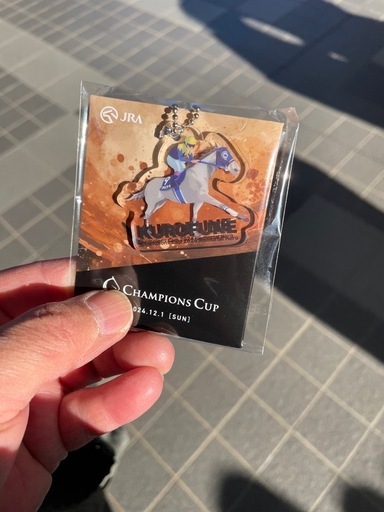 JRA
KUROFUNE
CHAMPIONS CUP
2024.12.1 [SUN]